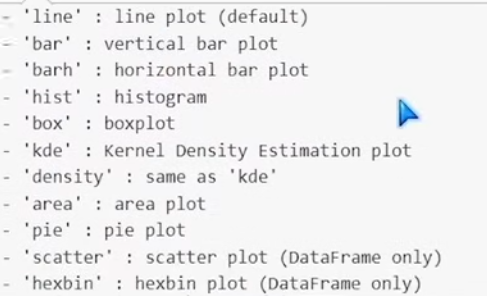 - 'line' : line plot (default)
- 'bar' : vertical bar plot
- 'barh' : horizontal bar plot
- 'hist' : histogram
- 'box' : boxplot
- 'kde' : Kernel Density Estimation plot
- 'density' : same as 'kde'
- 'area' : area plot
- 'pie' : pie plot
- 'scatter' : scatter plot (DataFrame only)
- 'hexbin' : hexbin plot (DataFrame only)